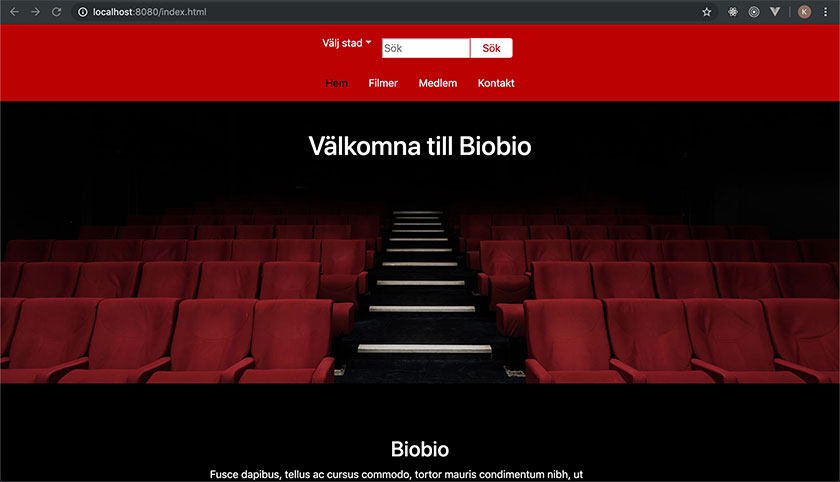 localhost:8080/index.html
K
Välj stad
Sök
Sök
Hem
Filmer
Medlem
Kontakt
Välkomna till Biobio
Biobio
Fusce dapibus, tellus ac cursus commodo, tortor mauris condimentum nibh, ut